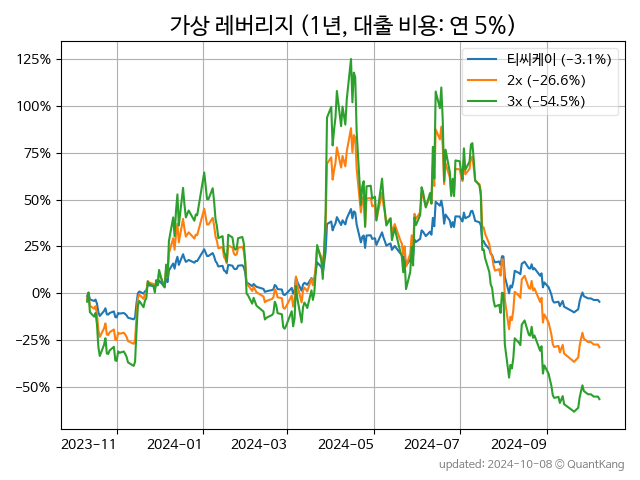 가상 레버리지 (1년, 대출 비용: 연 5%)
티씨케이 (−3.1%)
2x (−26.6%)
3x (−54.5%)
125%
100%
75%
50%
25%
0%
−25%
−50%
2023-11 2024-01 2024-03 2024-05 2024-07 2024-09
updated: 2024-10-08 © QuantKang